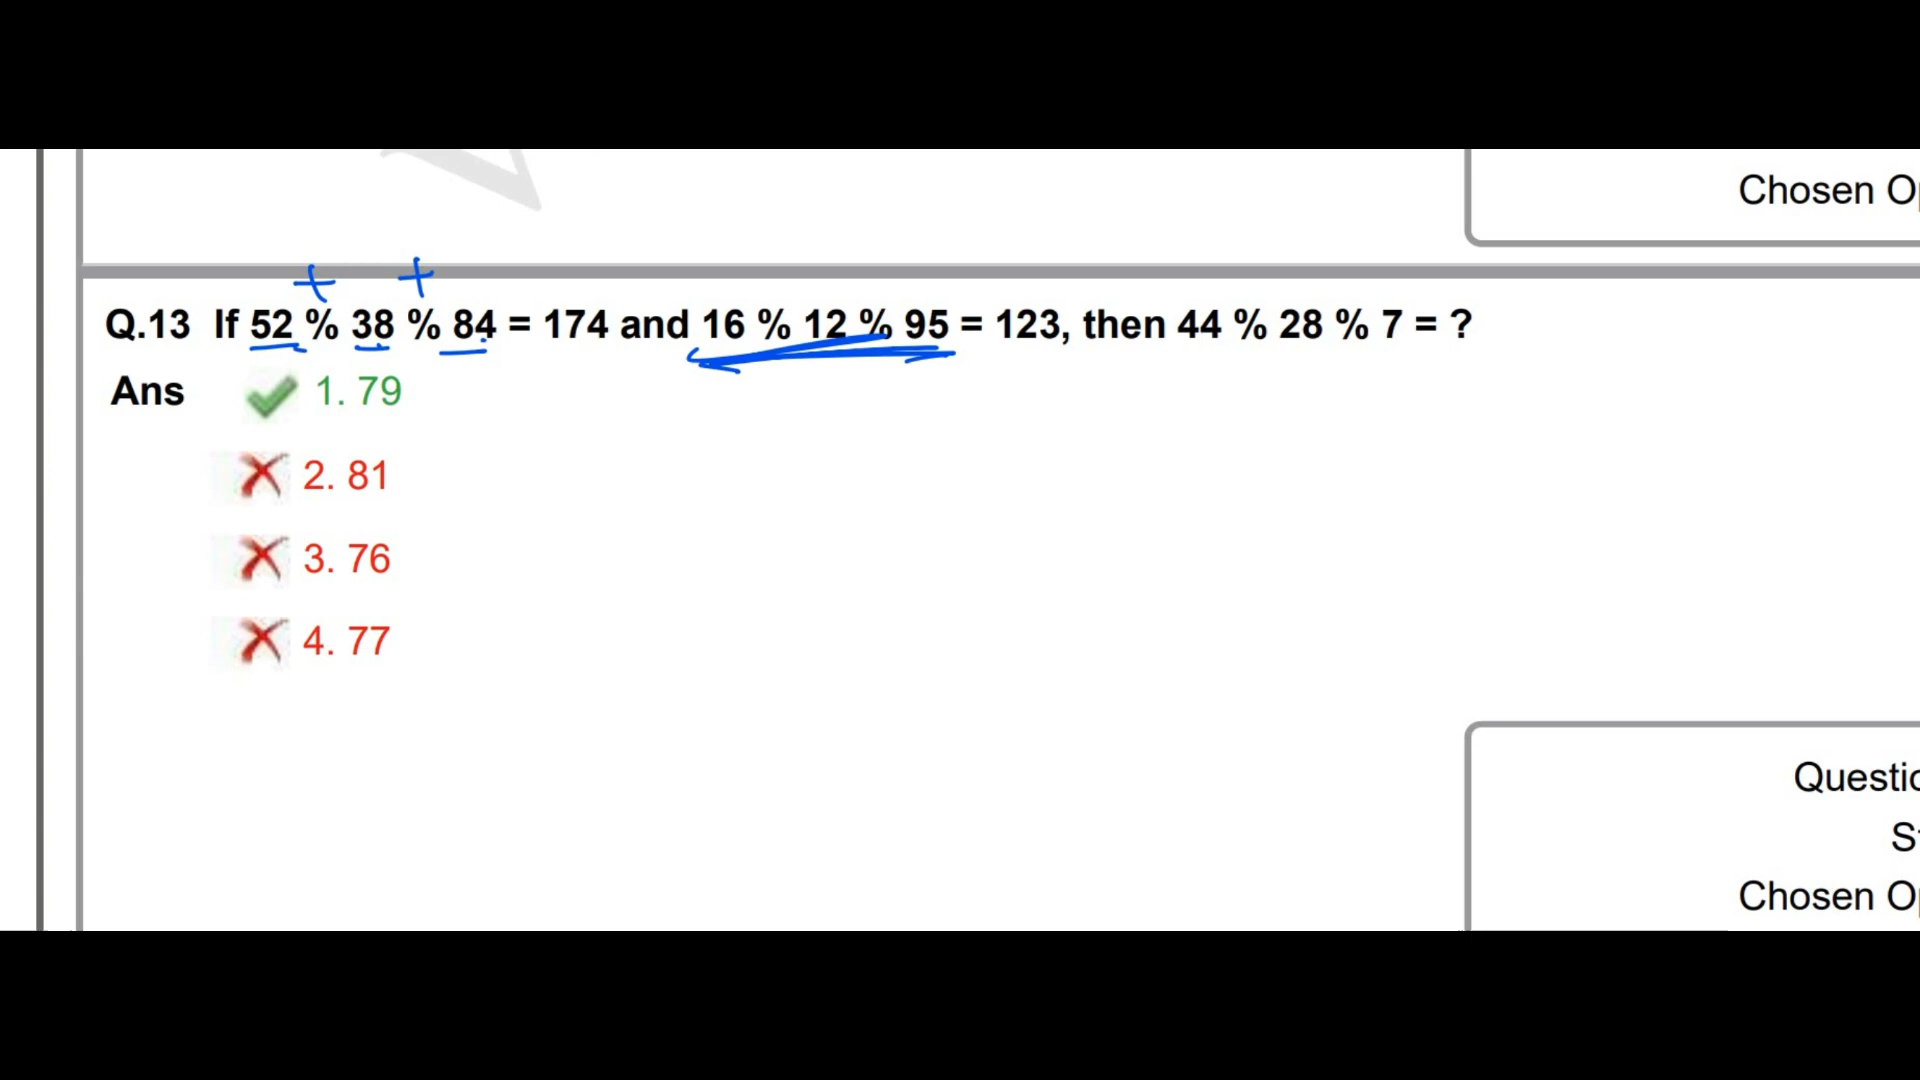 Chosen
+ +
Q.13 If 52 % 38 % 84 = 174 and 16 % 12 % 95 = 123, then 44 % 28 % 7 = ?
Ans 1. 79
2. 81
3. 76
4. 77
Chosen